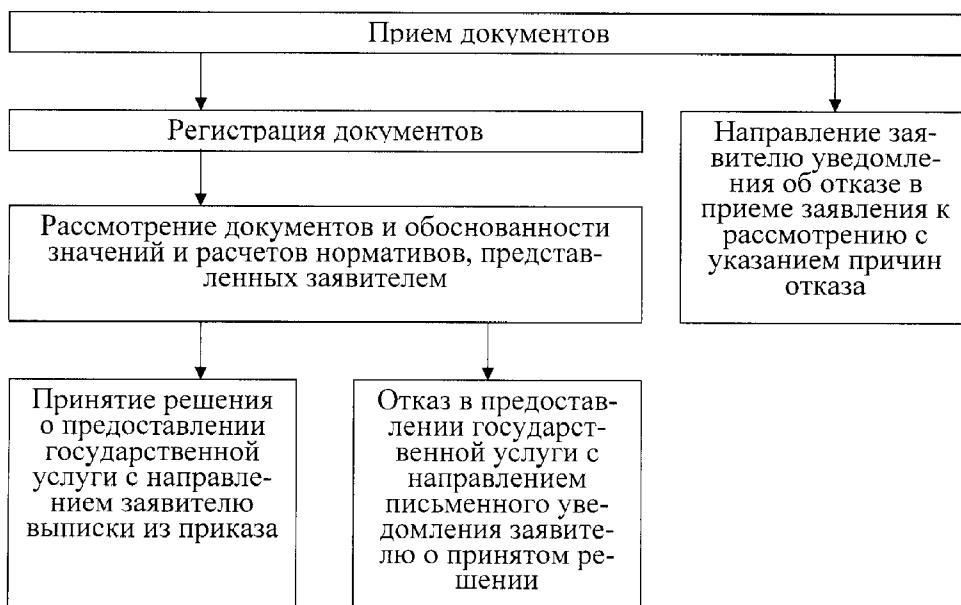 Прием документов
Регистрация документов
Направление зая-
вителю уведомле-
ния об отказе в
приеме заявления к
рассмотрению с
указанием причин
отказа
Рассмотрение документов и обоснованности
значений и расчетов нормативов, представ-
ленных заявителем
Принятие решения
о предоставлении
государственной
услуги с направле-
нием заявителю
выписки из приказа
Отказ в предостав-
лении государст-
венной услуги с
направлением
письменного уве-
домления заявите-
лю о принятом ре-
шении